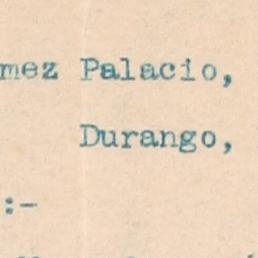 mez Palacio,
Durango,
:-